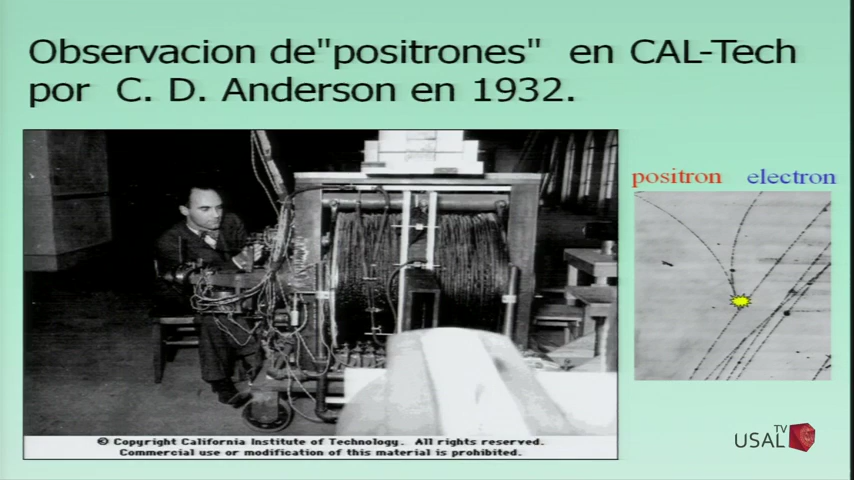 Observacion de"positrones"  en CAL-Tech
por  C. D. Anderson en 1932.
positron electron
© Copyright California Institute of Technology.  All rights reserved.
Commercial use or modification of this material is prohibited.
USAL TV